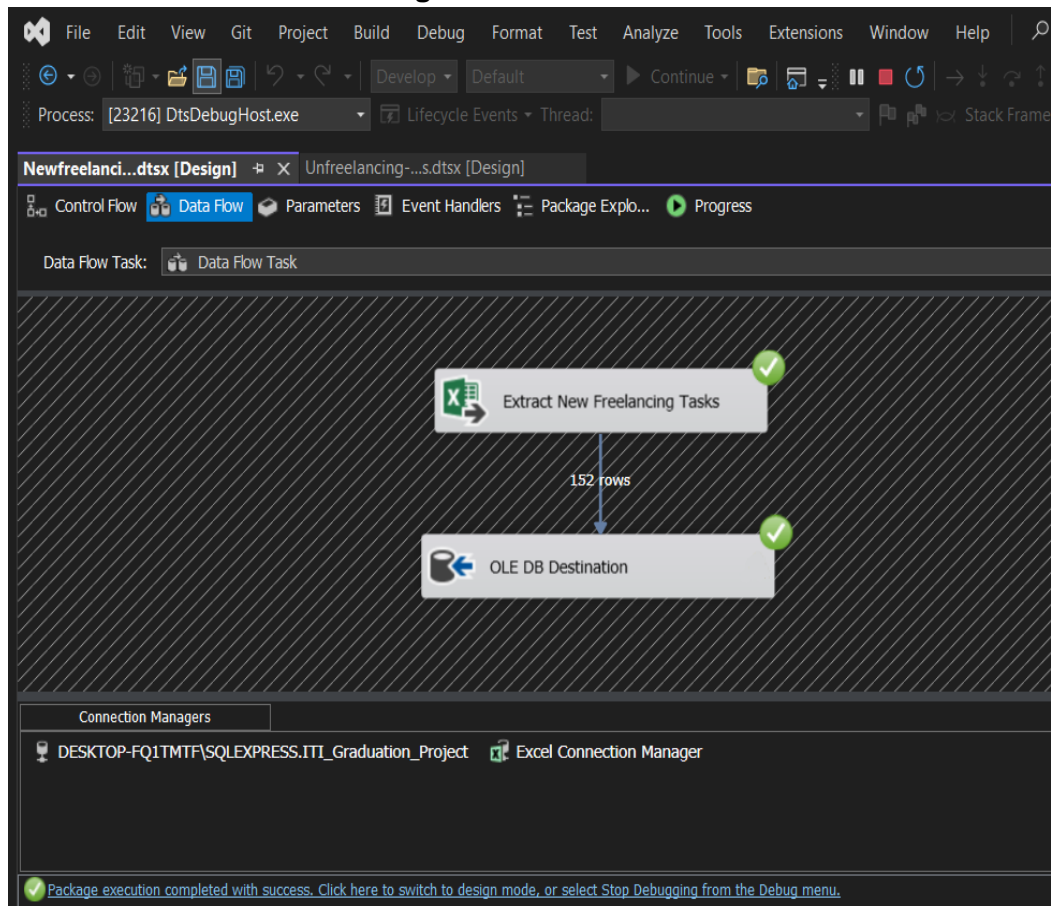 File Edit View Git Project Build Debug Format Test Analyze Tools Extensions Window Help
Develop Default Continue
Process: [23216] DtsDebugHost.exe Lifecycle Events Thread: Stack Frame
Newfreelanci...dtsx [Design] Unfreelancing-...s.dtsx [Design]
Control Flow Data Flow Parameters Event Handlers Package Explo... Progress
Data Flow Task: Data Flow Task
Extract New Freelancing Tasks
152 rows
OLE DB Destination
Connection Managers
DESKTOP-FQ1TMTF\SQLEXPRESS.ITI_Graduation_Project Excel Connection Manager
Package execution completed with success. Click here to switch to design mode, or select Stop Debugging from the Debug menu.